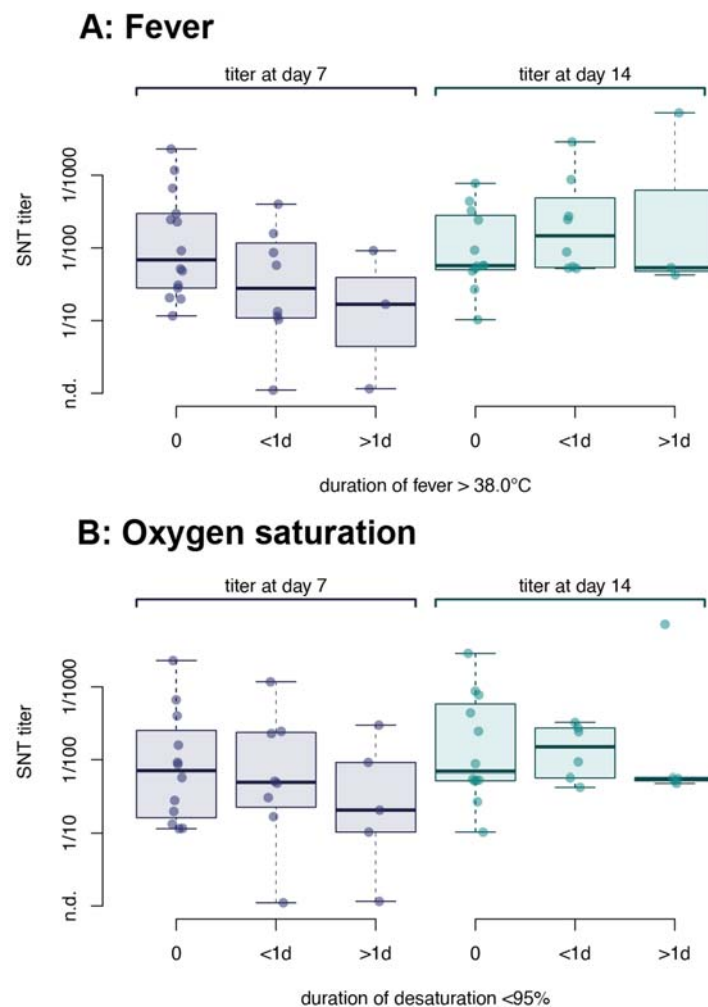 A: Fever
titer at day 7
titer at day 14
SNT titer
1/1000
1/100
1/10
n.d.
0
<1d
>1d
0
<1d
>1d
duration of fever > 38.0°C
B: Oxygen saturation
titer at day 7
titer at day 14
SNT titer
1/1000
1/100
1/10
n.d.
0
<1d
>1d
0
<1d
>1d
duration of desaturation <95%